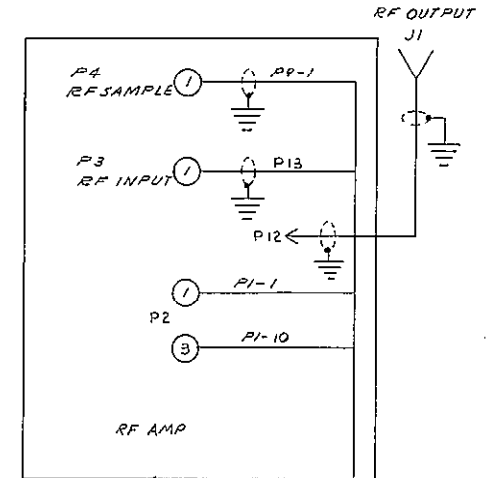 RF OUTPUT
J1
P4
RF SAMPLE
1
P9-1
P3
RF INPUT
1
P13
P12
1
P1-1
P2
3
P1-10
RF AMP